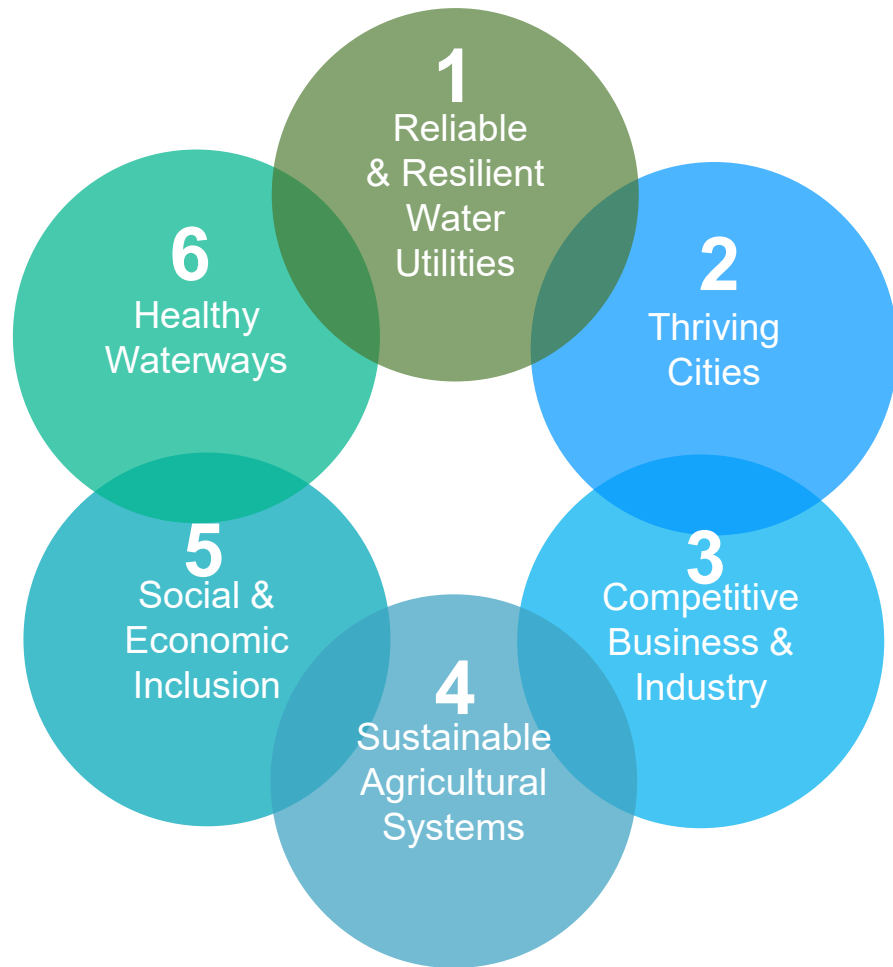 1
Reliable
& Resilient
Water
Utilities
2
Thriving
Cities
3
Competitive
Business &
Industry
4
Sustainable
Agricultural
Systems
5
Social &
Economic
Inclusion
6
Healthy
Waterways